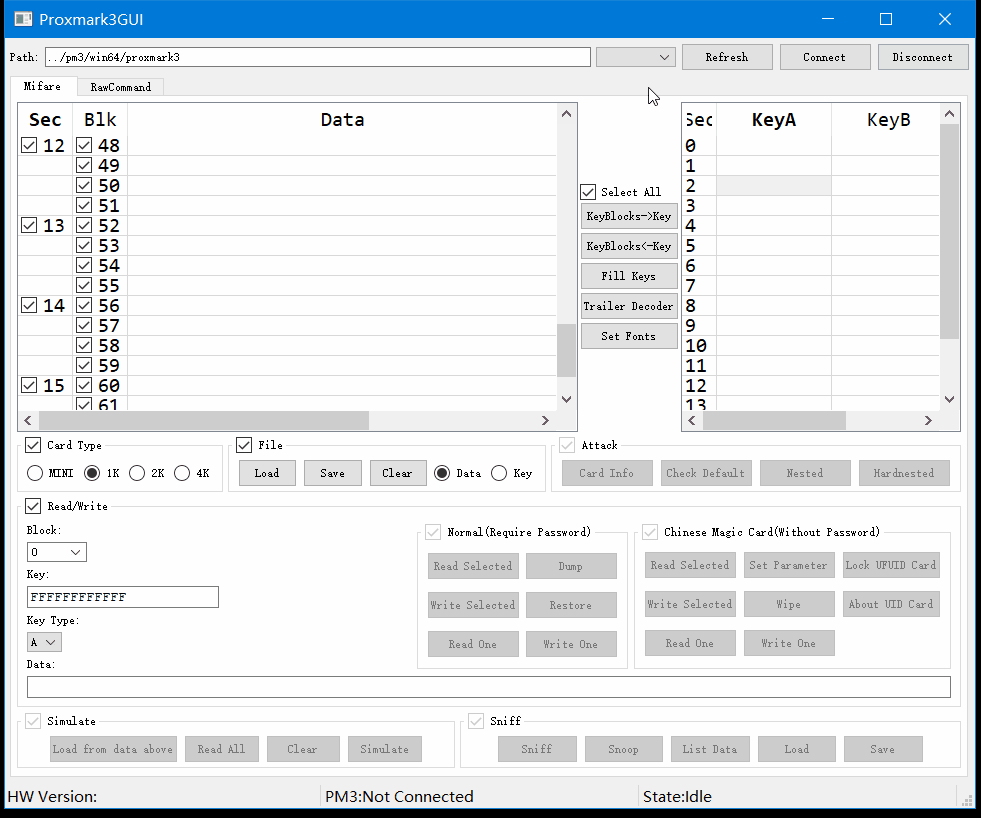 Proxmark3GUI
Path: ../pm3/win64/proxmark3 Refresh Connect Disconnect
Mifare RawCommand
Sec Blk Data
12 48
49
50
51
13 52
53
54
55
14 56
57
58
59
15 60
61
Select All
KeyBlocks->Key
KeyBlocks<-Key
Fill Keys
Trailer Decoder
Set Fonts
Sec KeyA KeyB
0
1
2
3
4
5
6
7
8
9
10
11
12
13
Card Type
MINI 1K 2K 4K
File
Load Save Clear Data Key
Attack
Card Info Check Default Nested Hardnested
Read/Write
Block:
0
Key:
FFFFFFFFFFFF
Key Type:
A
Data:
Normal(Require Password)
Read Selected Dump
Write Selected Restore
Read One Write One
Chinese Magic Card(Without Password)
Read Selected Set Parameter Lock UFUID Card
Write Selected Wipe About UID Card
Read One Write One
Simulate
Load from data above Read All Clear Simulate
Sniff
Sniff Snoop List Data Load Save
HW Version: PM3:Not Connected State:Idle